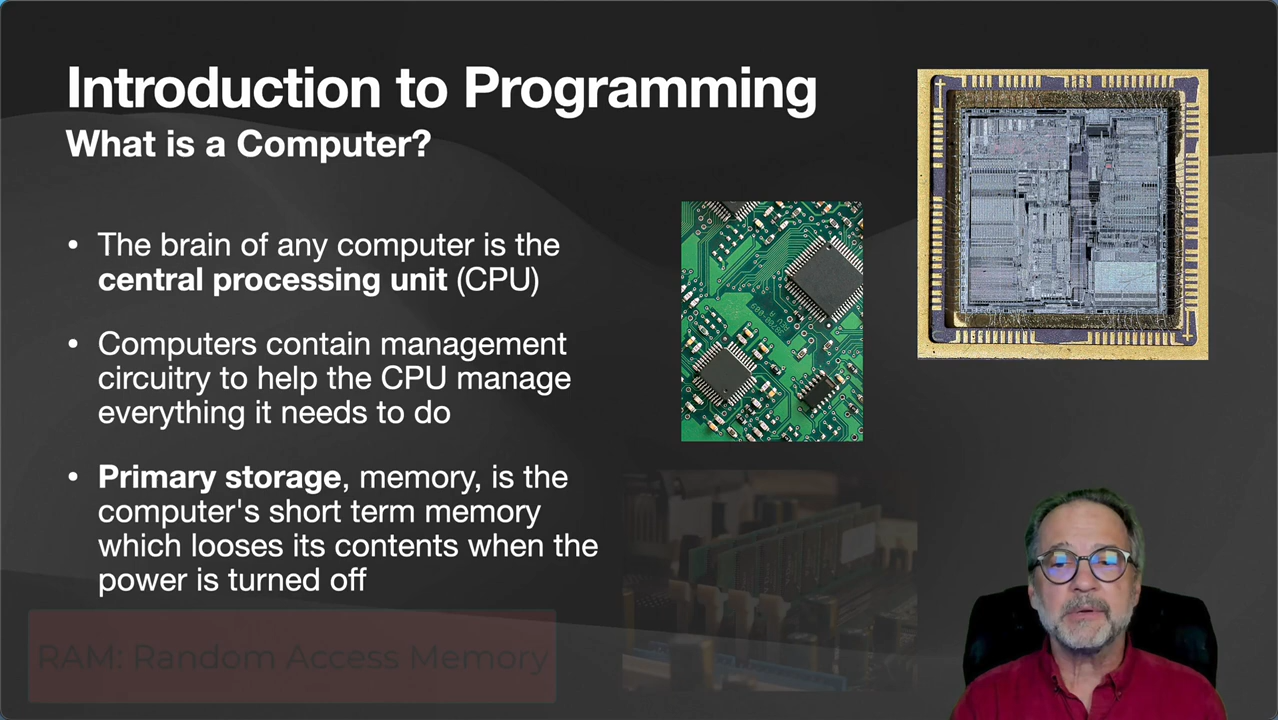 Introduction to Programming
What is a Computer?
• The brain of any computer is the
central processing unit (CPU)
• Computers contain management
circuitry to help the CPU manage
everything it needs to do
• Primary storage, memory, is the
computer's short term memory
which looses its contents when the
power is turned off
RAM: Random Access Memory